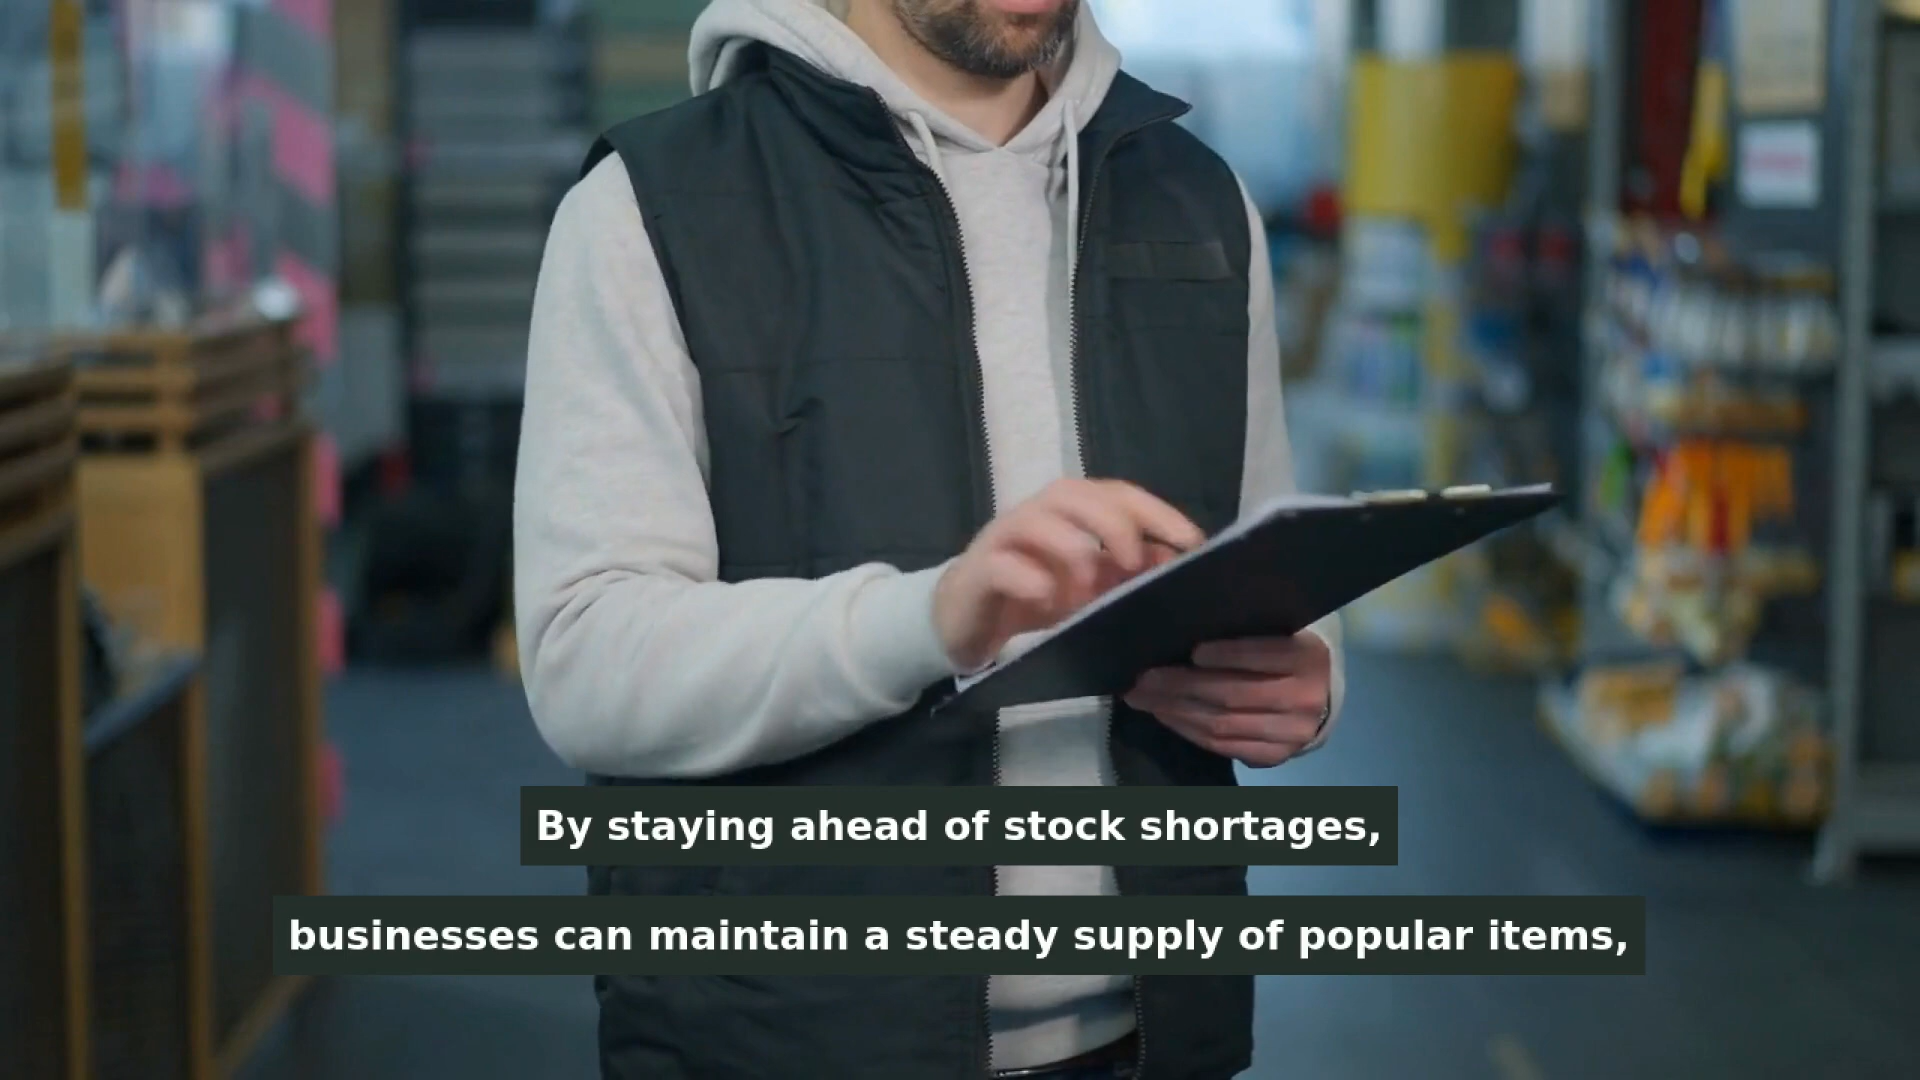 By staying ahead of stock shortages,
businesses can maintain a steady supply of popular items,